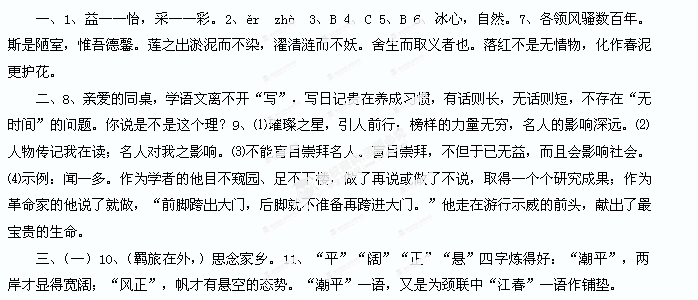 一、1、益——怡，采——彩。2、èr zhè 3、B 4、C 5、B 6、冰心，自然。7、各领风骚数百年。
斯是陋室，惟吾德馨。莲之出淤泥而不染，濯清涟而不妖。舍生而取义者也。落红不是无情物，化作春泥
更护花。
二、8、亲爱的同桌，学语文离不开“写”．写日记贵在养成习惯，有话则长，无话则短，不存在“无
时间”的问题。你说是不是这个理？9、⑴璀璨之星，引人前行，榜样的力量无穷，名人的影响深远。⑵
人物传记我在读；名人对我之影响。⑶不能盲目崇拜名人。盲目崇拜，不但于已无益，而且会影响社会。
⑷示例：闻一多。作为学者的他目不窥园、足不下楼，做了再说或做了不说，取得一个个研究成果；作为
革命家的他说了就做，“前脚跨出大门，后脚就不准备再跨进大门。”他走在游行示威的前头，献出了最
宝贵的生命。
三、（一）10、（羁旅在外，）思念家乡。11、“平”“阔”“正”“悬”四字炼得好：“潮平”，两
岸才显得宽阔；“风正”，帆才有悬空的态势。“潮平”一语，又是为颈联中“江春”一语作铺垫。